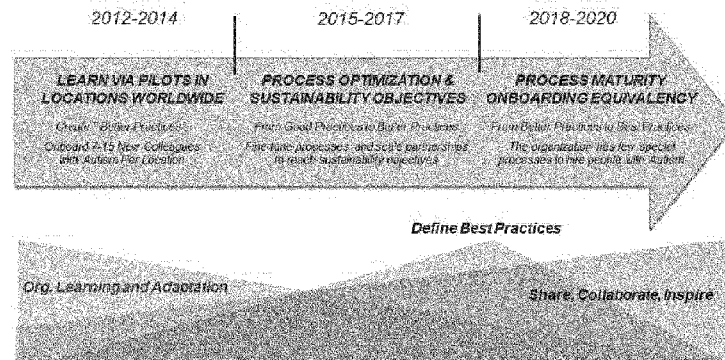 2012-2014
2015-2017
2018-2020
LEARN VIA PILOTS IN
LOCATIONS WORLDWIDE
Create "Better Practices"
Onboard 7-15 New Colleagues
with Autism Per Location
PROCESS OPTIMIZATION &
SUSTAINABILITY OBJECTIVES
From Good Practices to Better Practices
Fine-tune processes and scale partnerships
to reach sustainability objectives
PROCESS MATURITY
ONBOARDING EQUIVALENCY
From Better Practices to Best Practices
The organization has few special
processes to hire people with Autism
Define Best Practices
Org. Learning and Adaptation
Share, Collaborate, Inspire